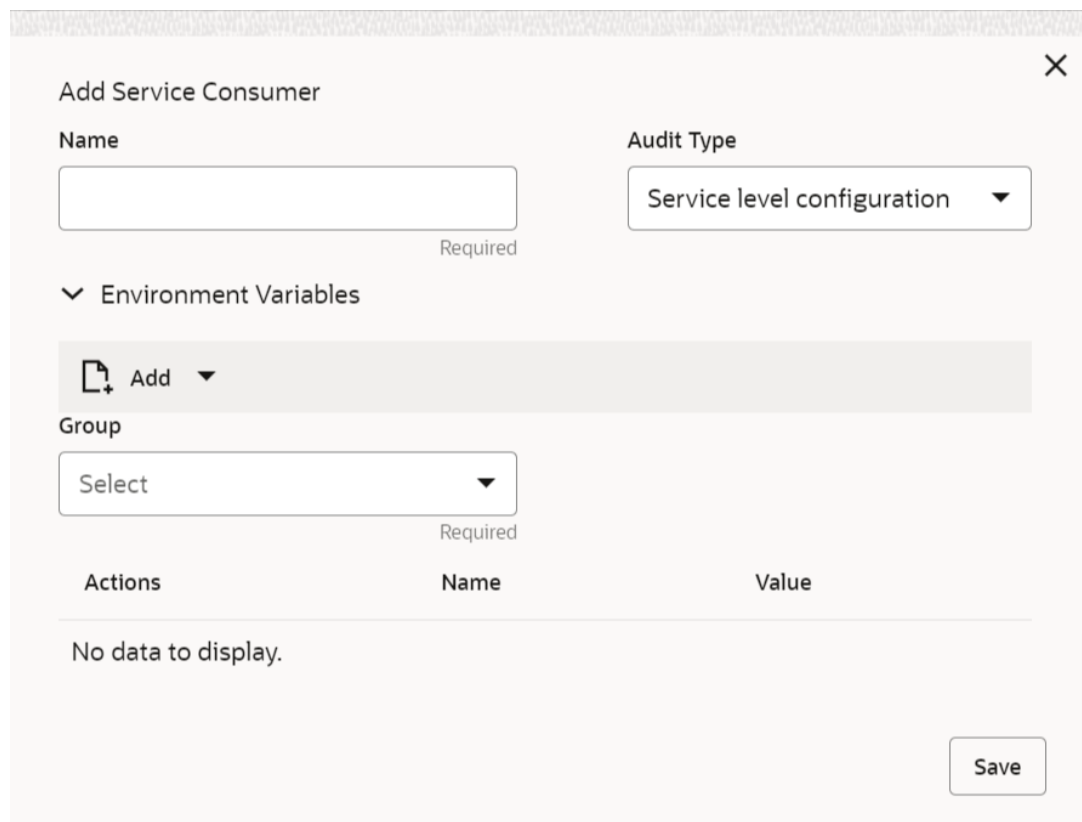 Add Service Consumer
Name
Audit Type
Service level configuration
Required
Environment Variables
Add
Group
Select
Required
Actions Name Value
No data to display.
Save